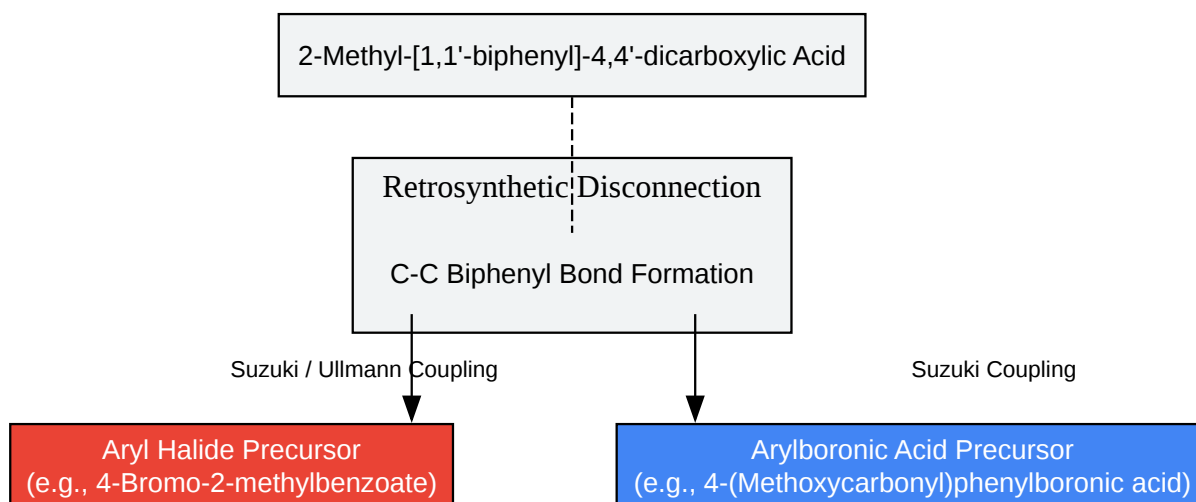 2-Methyl-[1,1'-biphenyl]-4,4'-dicarboxylic Acid
Retrosynthetic Disconnection
C-C Biphenyl Bond Formation
Suzuki / Ullmann Coupling
Suzuki Coupling
Aryl Halide Precursor
(e.g., 4-Bromo-2-methylbenzoate)
Arylboronic Acid Precursor
(e.g., 4-(Methoxycarbonyl)phenylboronic acid)